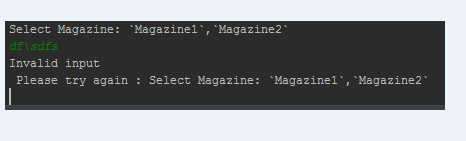 Select Magazine: `Magazine1`,`Magazine2`
df\sdfs
Invalid input
Please try again : Select Magazine: `Magazine1`,`Magazine2`